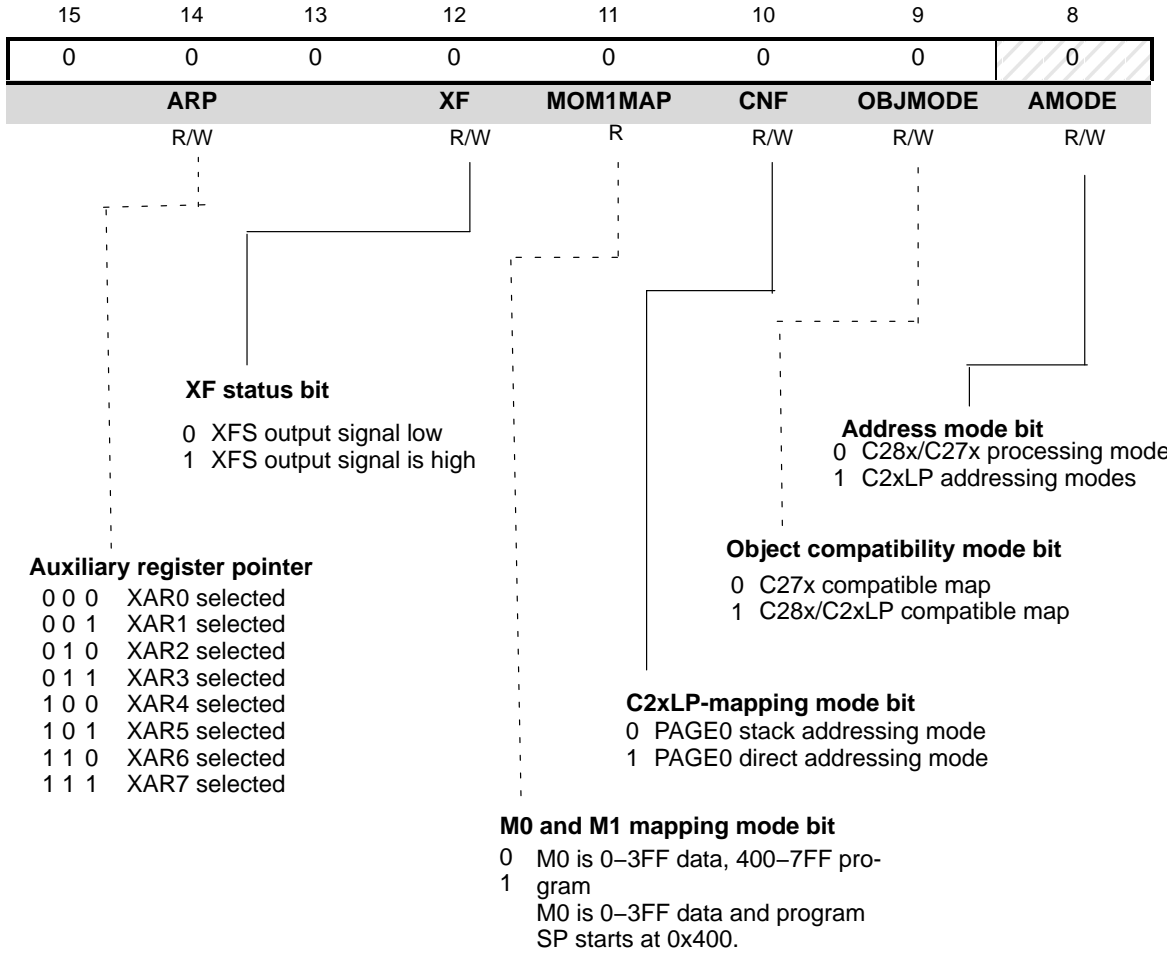 15 14 13 12 11 10 9 8
0 0 0 0 0 0 0 0
ARP XF MOM1MAP CNF OBJMODE AMODE
R/W R/W R R/W R/W R/W
XF status bit
0 XFS output signal low
1 XFS output signal is high
Address mode bit
0 C28x/C27x processing mode
1 C2xLP addressing modes
Object compatibility mode bit
0 C27x compatible map
1 C28x/C2xLP compatible map
Auxiliary register pointer
0 0 0 XAR0 selected
0 0 1 XAR1 selected
0 1 0 XAR2 selected
0 1 1 XAR3 selected
1 0 0 XAR4 selected
1 0 1 XAR5 selected
1 1 0 XAR6 selected
1 1 1 XAR7 selected
C2xLP-mapping mode bit
0 PAGE0 stack addressing mode
1 PAGE0 direct addressing mode
M0 and M1 mapping mode bit
0 M0 is 0–3FF data, 400–7FF pro-
1 gram
M0 is 0–3FF data and program
SP starts at 0x400.